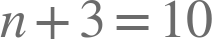 n + 3 = 10